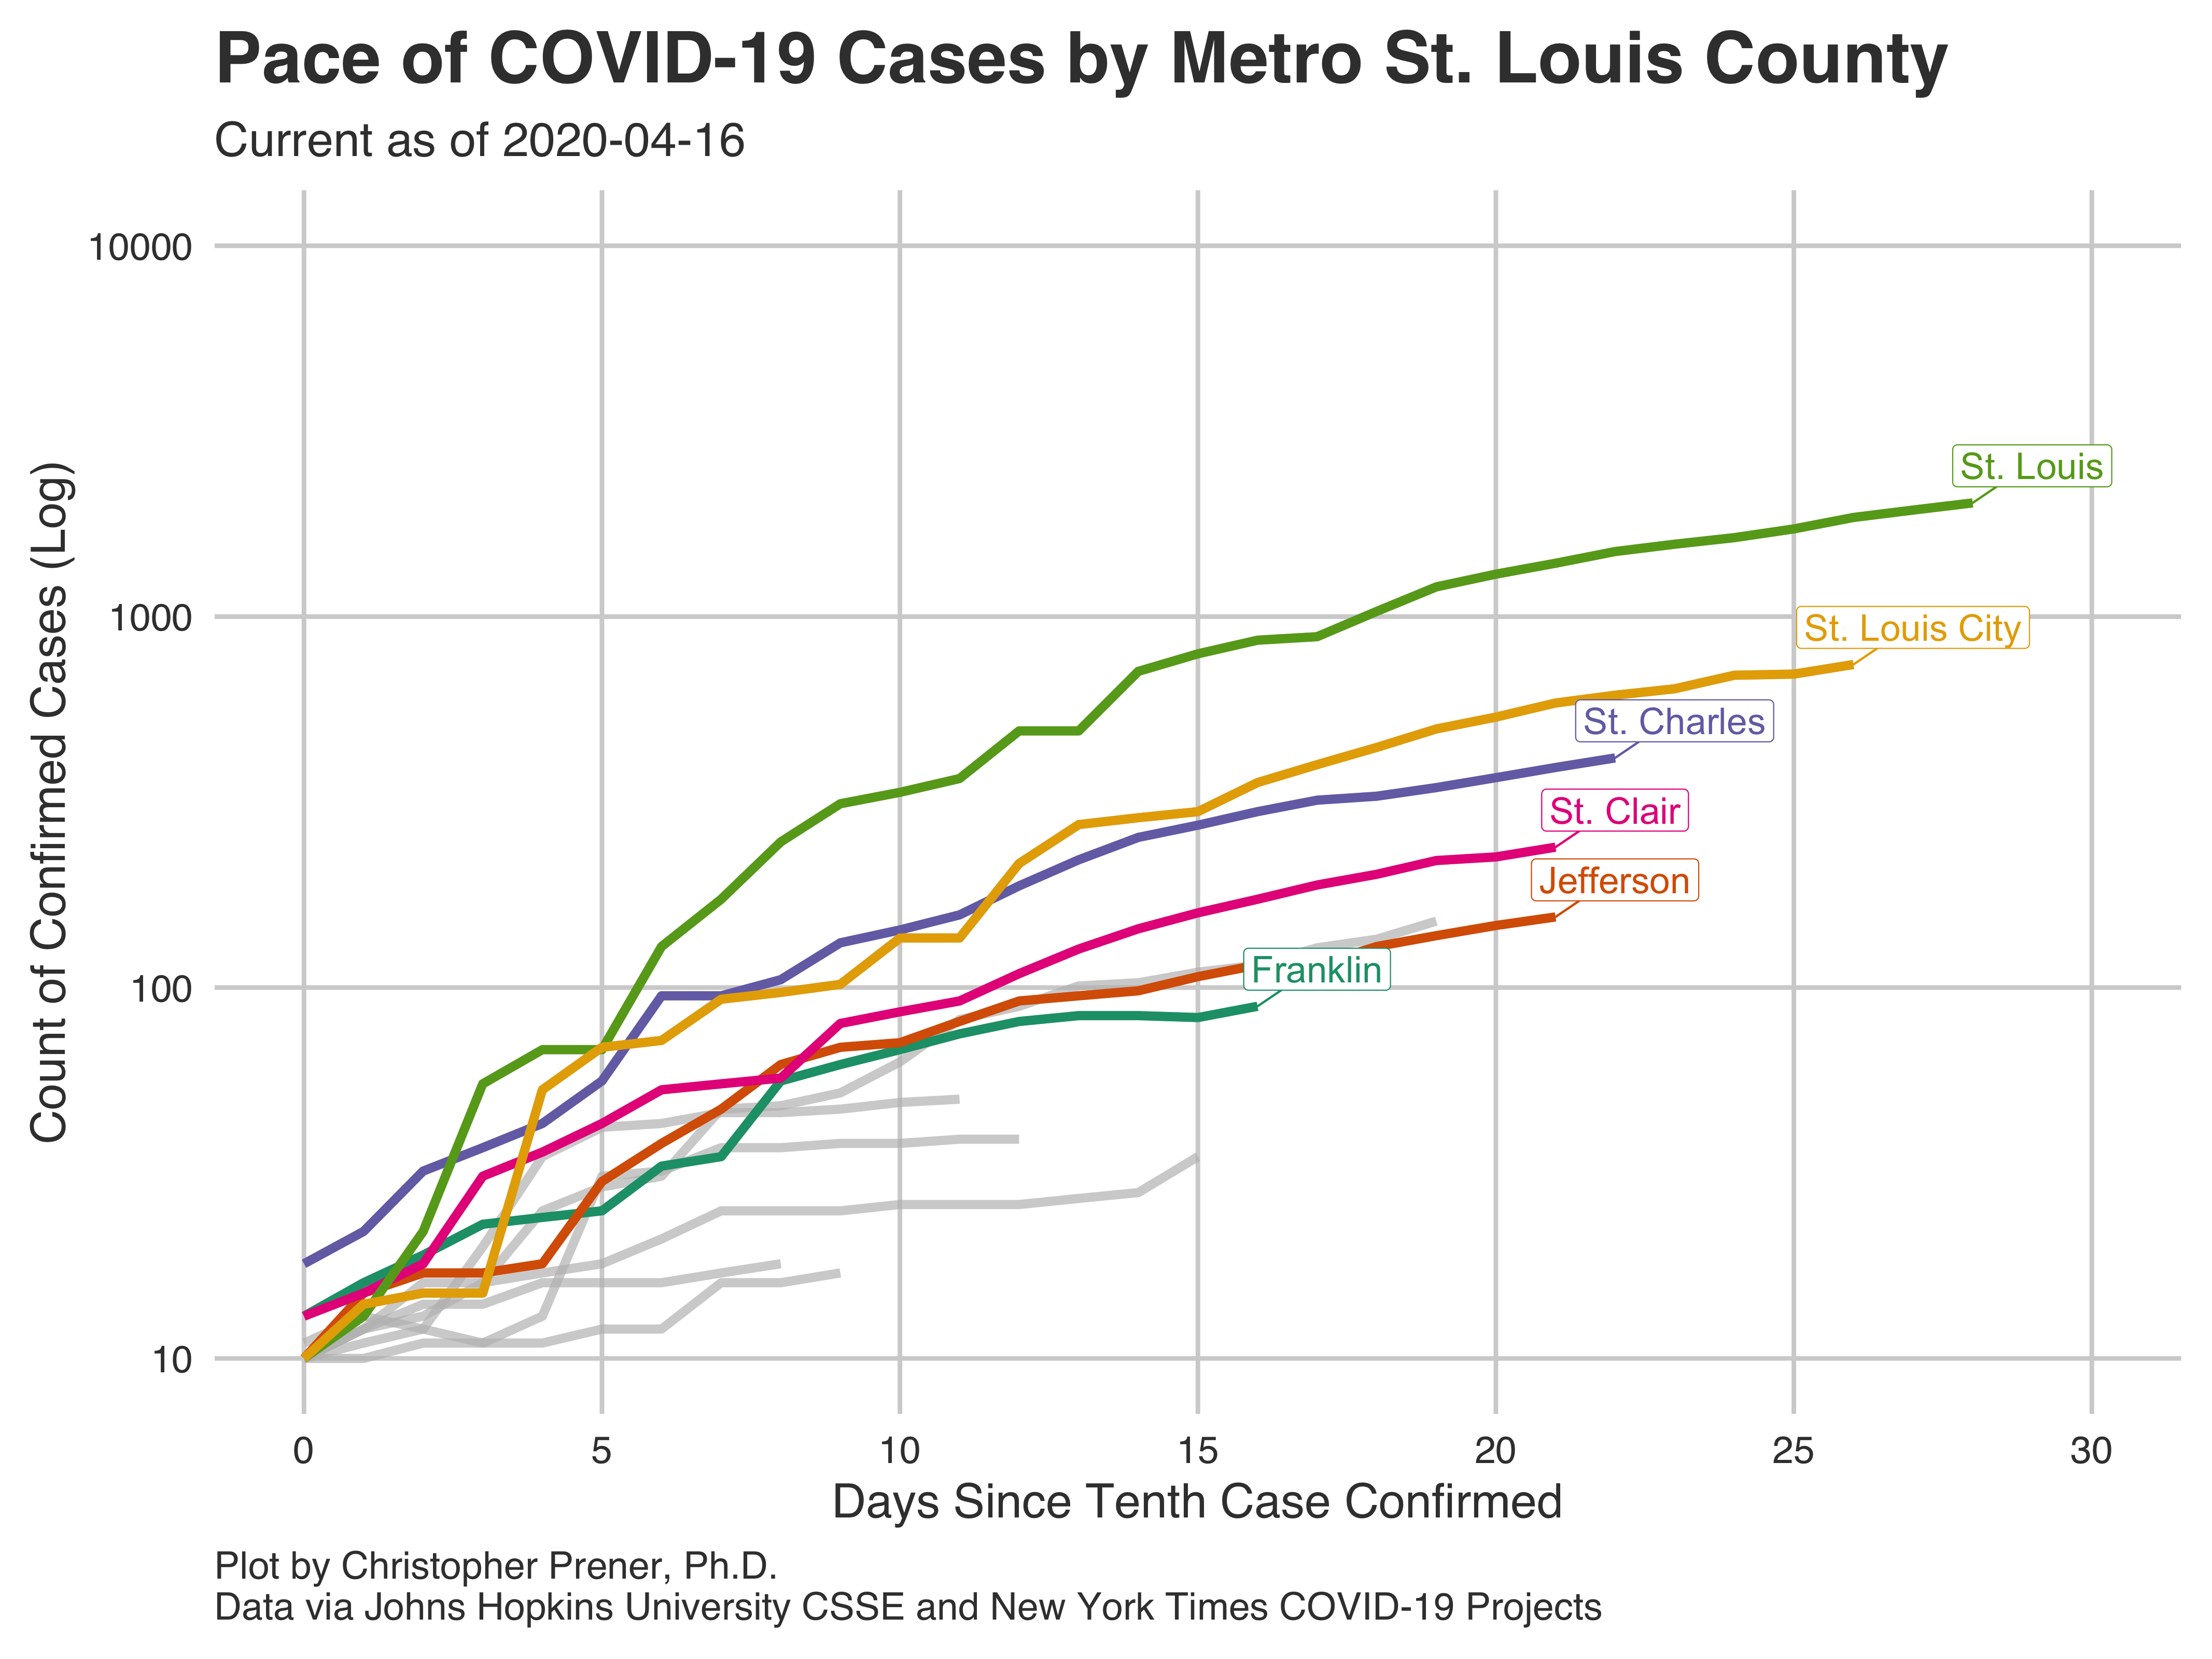 Pace of COVID-19 Cases by Metro St. Louis County
Current as of 2020-04-16
Count of Confirmed Cases (Log)
10000
1000
100
10
St. Louis
St. Louis City
St. Charles
St. Clair
Jefferson
Franklin
0 5 10 15 20 25 30
Days Since Tenth Case Confirmed
Plot by Christopher Prener, Ph.D.
Data via Johns Hopkins University CSSE and New York Times COVID-19 Projects